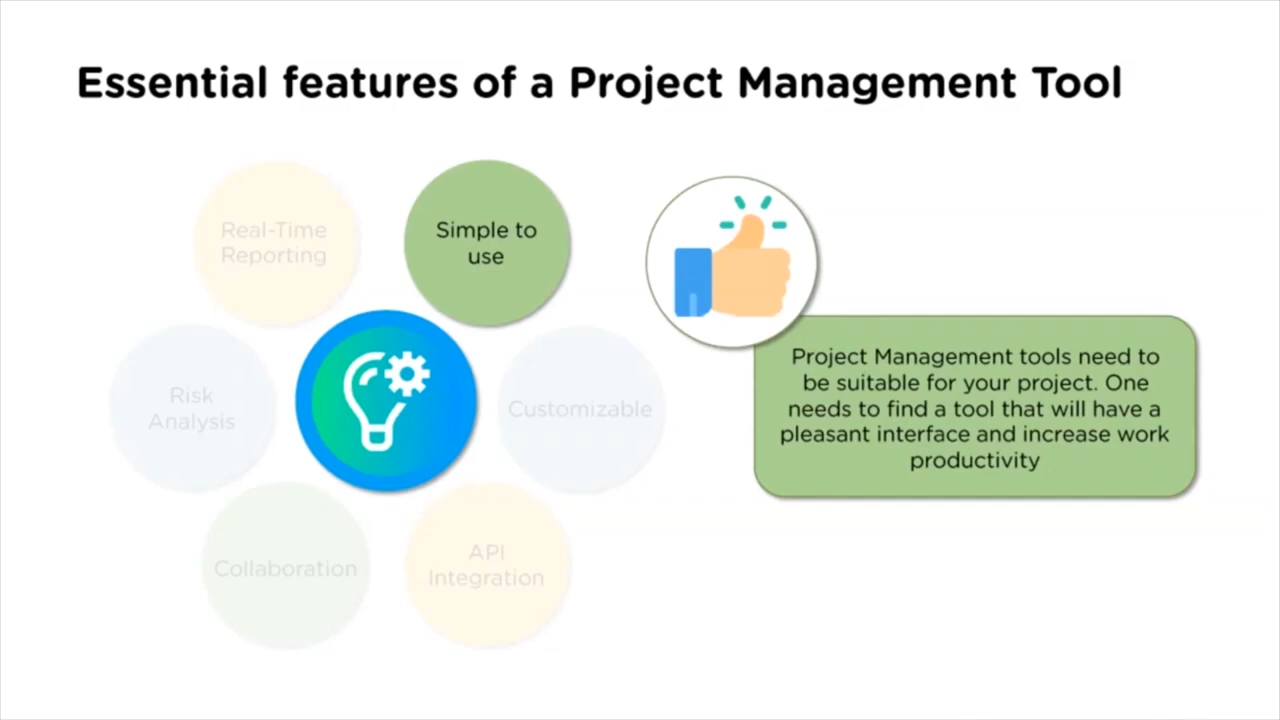 Essential features of a Project Management Tool
Real-Time
Reporting
Simple to
use
Risk
Analysis
Customizable
Collaboration
API
Integration
Project Management tools need to
be suitable for your project. One
needs to find a tool that will have a
pleasant interface and increase work
productivity